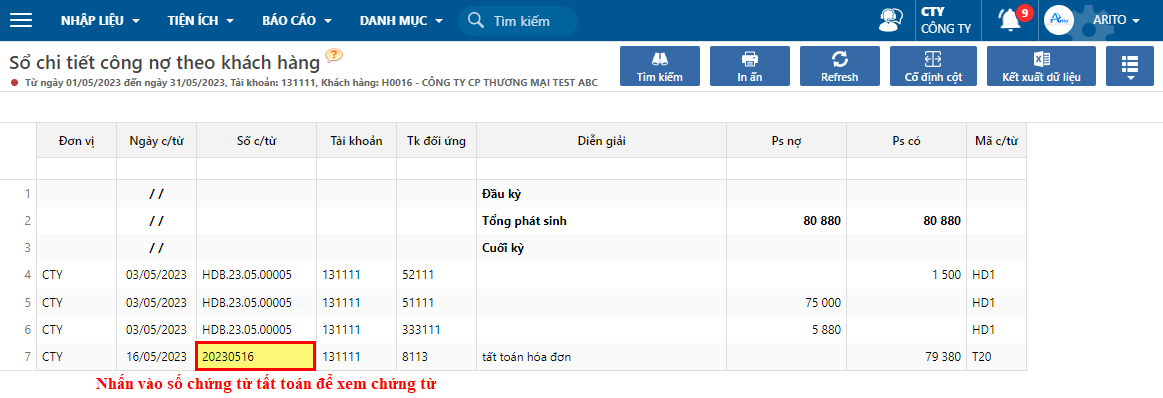 NHẬP LIỆU TIỆN ÍCH BÁO CÁO DANH MỤC Tìm kiếm CTY CÔNG TY 9 Arito ARITO
Sổ chi tiết công nợ theo khách hàng ?
Từ ngày 01/05/2023 đến ngày 31/05/2023, Tài khoản: 131111, Khách hàng: H0016 - CÔNG TY CP THƯƠNG MẠI TEST ABC
Tìm kiếm In ấn Refresh Cố định cột Kết xuất dữ liệu
Đơn vị Ngày c/từ Số c/từ Tài khoản Tk đối ứng Diễn giải Ps nợ Ps có Mã c/từ
1 / / Đầu kỳ
2 / / Tổng phát sinh 80 880 80 880
3 / / Cuối kỳ
4 CTY 03/05/2023 HDB.23.05.00005 131111 52111 1 500 HD1
5 CTY 03/05/2023 HDB.23.05.00005 131111 51111 75 000 HD1
6 CTY 03/05/2023 HDB.23.05.00005 131111 333111 5 880 HD1
7 CTY 16/05/2023 20230516 131111 8113 tất toán hóa đơn 79 380 T20
Nhấn vào số chứng từ tất toán để xem chứng từ